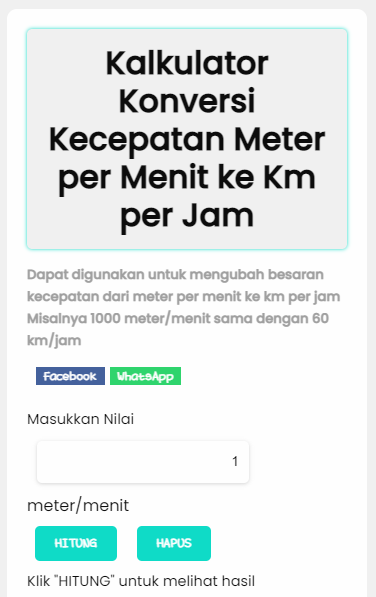 Kalkulator
Konversi
Kecepatan Meter
per Menit ke Km
per Jam
Dapat digunakan untuk mengubah besaran
kecepatan dari meter per menit ke km per jam
Misalnya 1000 meter/menit sama dengan 60
km/jam
Facebook WhatsApp
Masukkan Nilai
1
meter/menit
HITUNG HAPUS
Klik "HITUNG" untuk melihat hasil